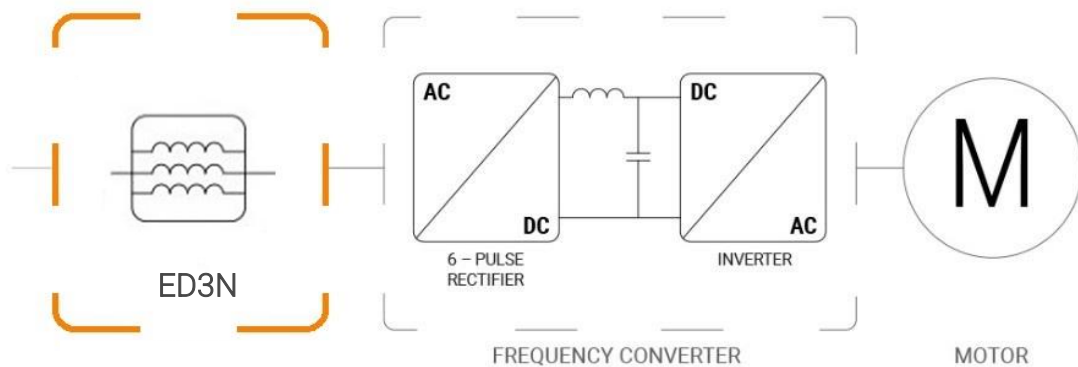 AC
DC
DC
AC
M
ED3N
6 – PULSE
RECTIFIER
INVERTER
FREQUENCY CONVERTER
MOTOR